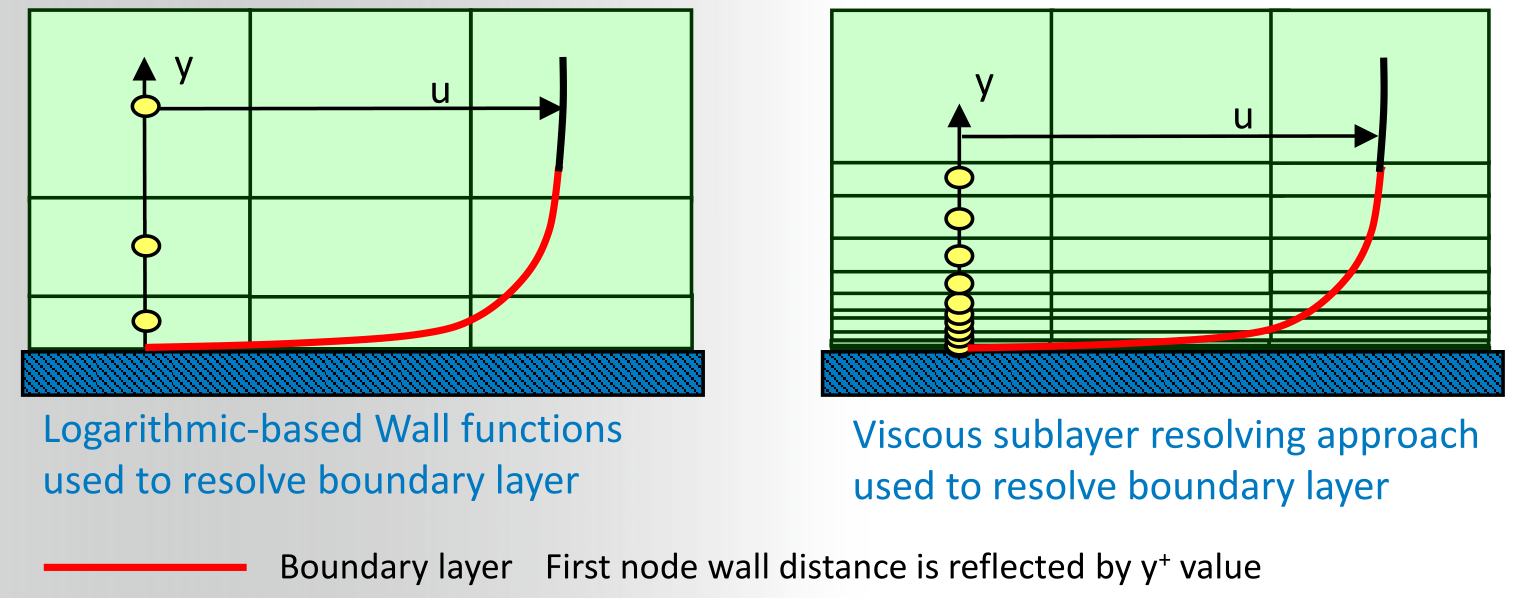 y
u
y
u
Logarithmic-based Wall functions
used to resolve boundary layer
Viscous sublayer resolving approach
used to resolve boundary layer
Boundary layer First node wall distance is reflected by y⁺ value